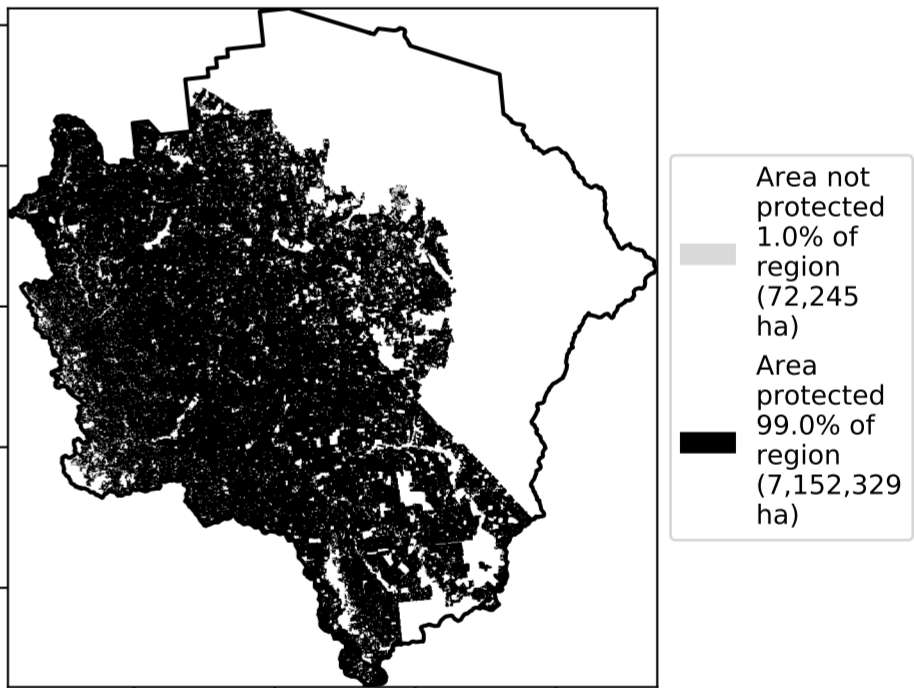 Area not
protected
1.0% of
region
(72,245
ha)
Area
protected
99.0% of
region
(7,152,329
ha)